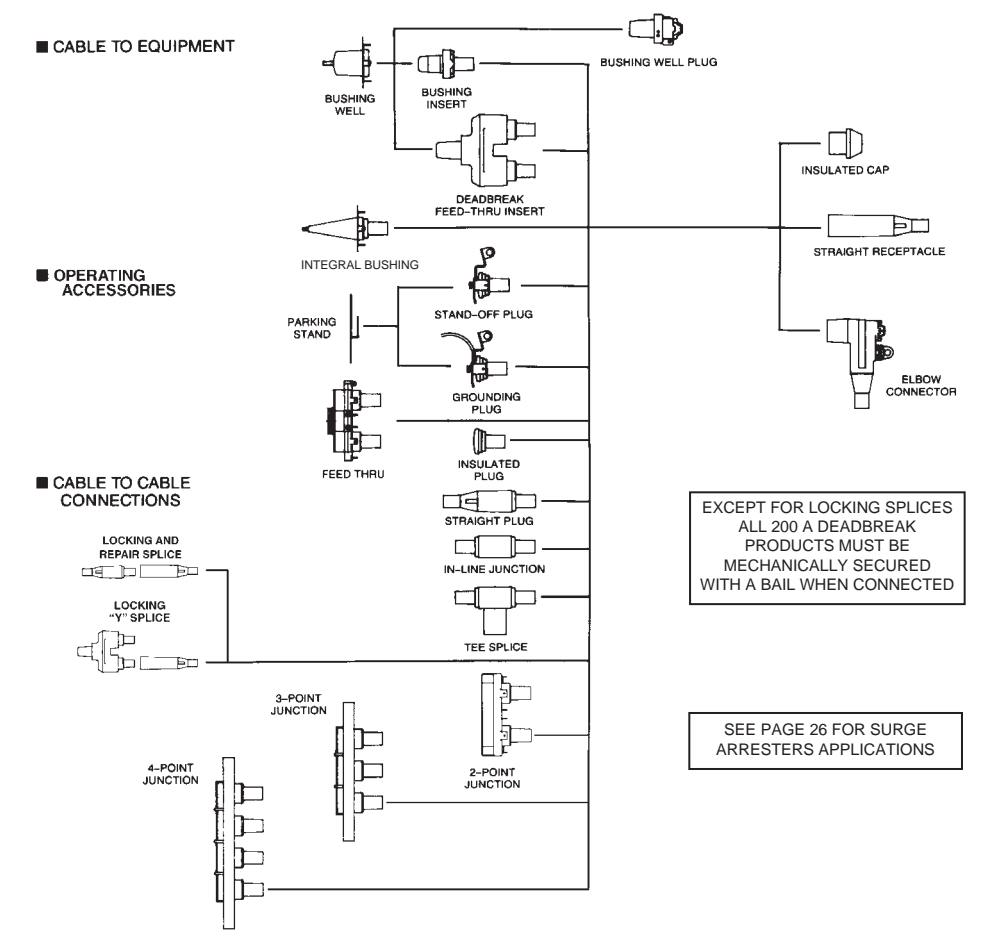 ■ CABLE TO EQUIPMENT
BUSHING WELL PLUG
BUSHING
WELL
BUSHING
INSERT
DEADBREAK
FEED-THRU INSERT
INSULATED CAP
STRAIGHT RECEPTACLE
INTEGRAL BUSHING
■ OPERATING
ACCESSORIES
PARKING
STAND
STAND-OFF PLUG
GROUNDING
PLUG
ELBOW
CONNECTOR
FEED THRU
INSULATED
PLUG
■ CABLE TO CABLE
CONNECTIONS
STRAIGHT PLUG
LOCKING AND
REPAIR SPLICE
IN-LINE JUNCTION
LOCKING
"Y" SPLICE
TEE SPLICE
EXCEPT FOR LOCKING SPLICES
ALL 200 A DEADBREAK
PRODUCTS MUST BE
MECHANICALLY SECURED
WITH A BAIL WHEN CONNECTED
3-POINT
JUNCTION
2-POINT
JUNCTION
4-POINT
JUNCTION
SEE PAGE 26 FOR SURGE
ARRESTERS APPLICATIONS